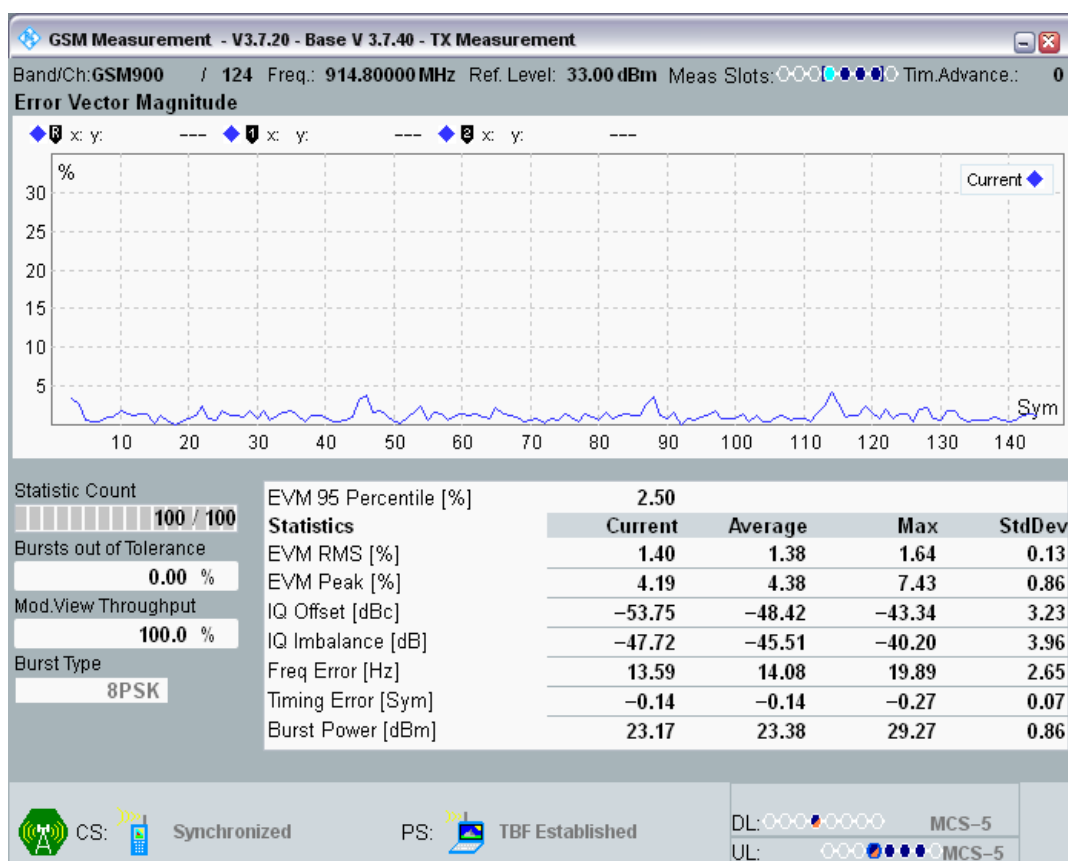 GSM Measurement - V3.7.20 - Base V 3.7.40 - TX Measurement
Band/Ch:GSM900 / 124 Freq.: 914.80000 MHz Ref. Level: 33.00 dBm Meas Slots: Tim.Advance.: 0
Error Vector Magnitude
R x: y: --- 1 x: y: --- 2 x: y: ---
%
Current
30
25
20
15
10
5
Sym
10 20 30 40 50 60 70 80 90 100 110 120 130 140
Statistic Count
100 / 100
Bursts out of Tolerance
0.00 %
Mod.View Throughput
100.0 %
Burst Type
8PSK
EVM 95 Percentile [%] 2.50
Statistics Current Average Max StdDev
EVM RMS [%] 1.40 1.38 1.64 0.13
EVM Peak [%] 4.19 4.38 7.43 0.86
IQ Offset [dBc] −53.75 −48.42 −43.34 3.23
IQ Imbalance [dB] −47.72 −45.51 −40.20 3.96
Freq Error [Hz] 13.59 14.08 19.89 2.65
Timing Error [Sym] −0.14 −0.14 −0.27 0.07
Burst Power [dBm] 23.17 23.38 29.27 0.86
CS: Synchronized PS: TBF Established
DL: MCS−5
UL: MCS−5